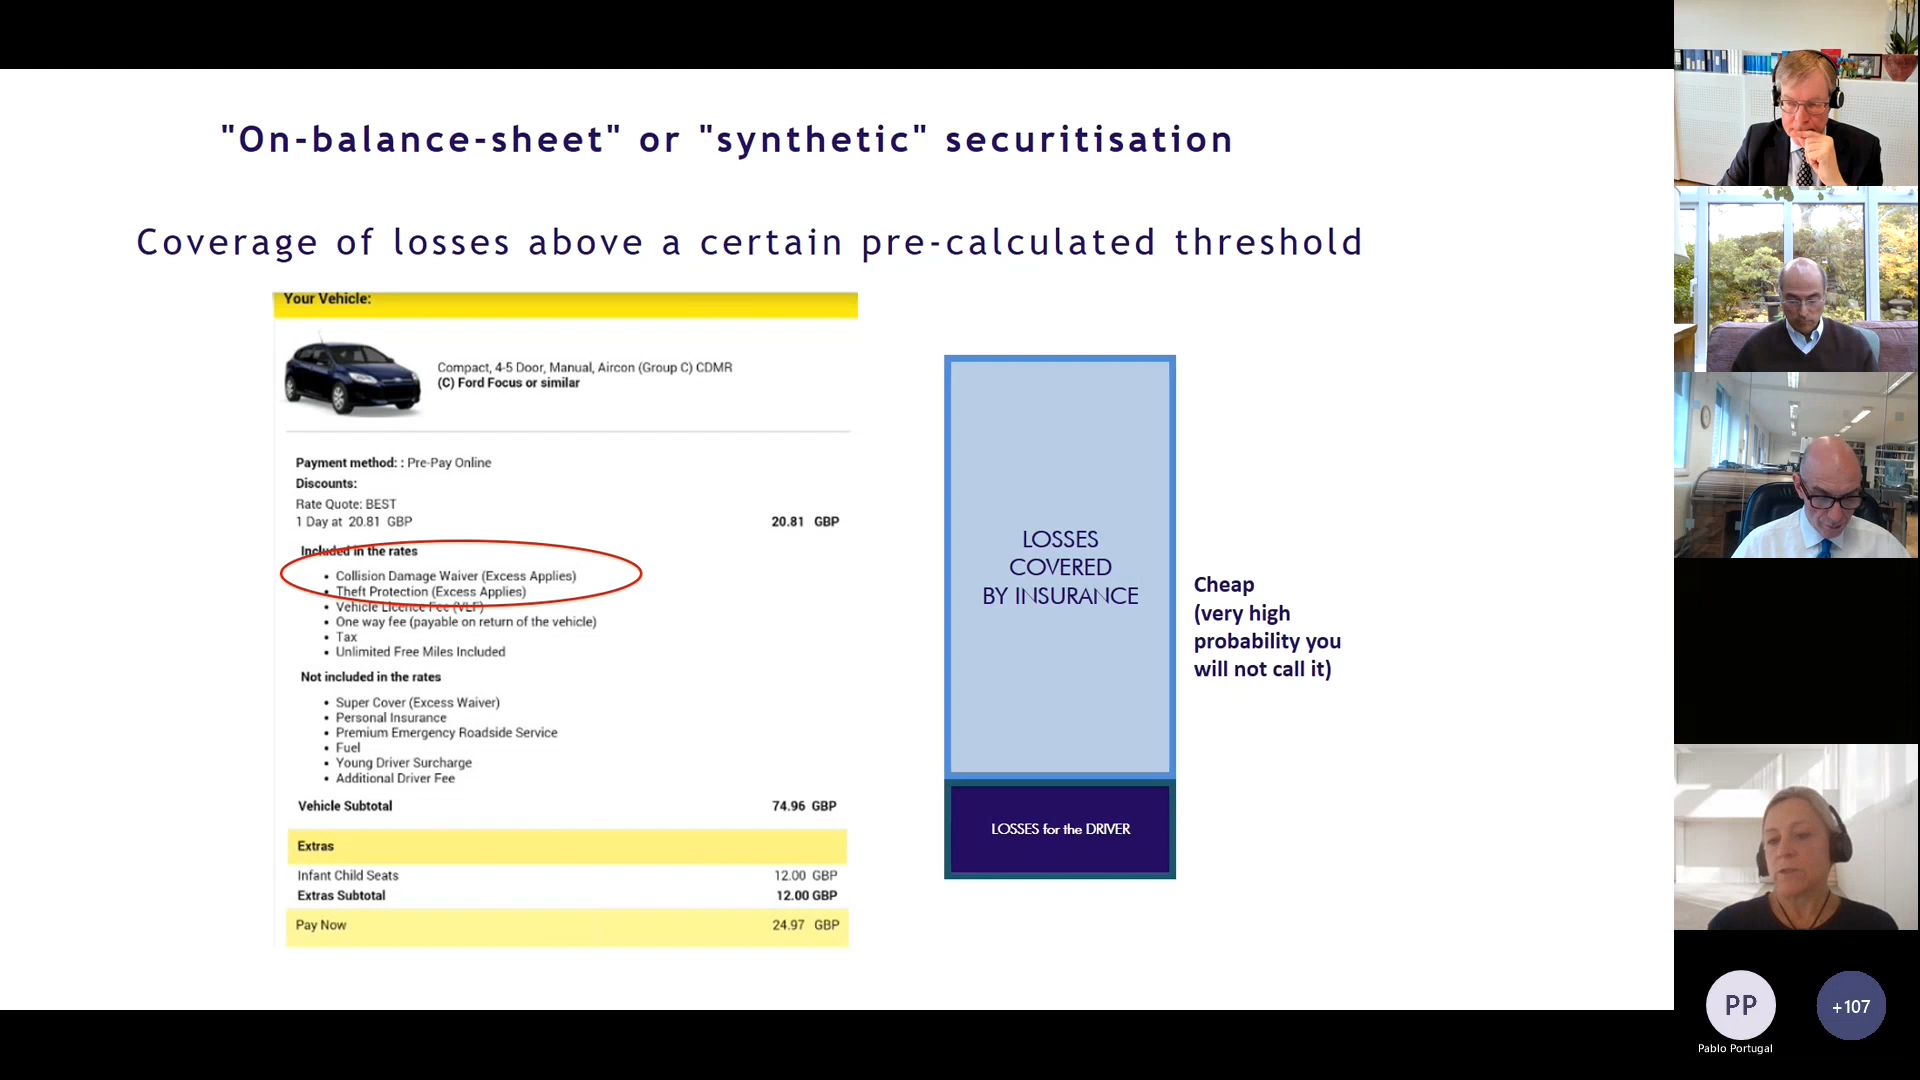 "On-balance-sheet" or "synthetic" securitisation
Coverage of losses above a certain pre-calculated threshold
Your Vehicle:
Compact, 4-5 Door, Manual, Aircon (Group C) CDMR
(C) Ford Focus or similar
Payment method: : Pre-Pay Online
Discounts:
Rate Quote: BEST
1 Day at 20.81 GBP 20.81 GBP
Included in the rates
• Collision Damage Waiver (Excess Applies)
• Theft Protection (Excess Applies)
• Vehicle Licence Fee (VLF)
• One way fee (payable on return of the vehicle)
• Tax
• Unlimited Free Miles Included
Not included in the rates
• Super Cover (Excess Waiver)
• Personal Insurance
• Premium Emergency Roadside Service
• Fuel
• Young Driver Surcharge
• Additional Driver Fee
Vehicle Subtotal 74.96 GBP
Extras
Infant Child Seats 12.00 GBP
Extras Subtotal 12.00 GBP
Pay Now 24.97 GBP
LOSSES
COVERED
BY INSURANCE
LOSSES for the DRIVER
Cheap
(very high
probability you
will not call it)
PP
Pablo Portugal
+107